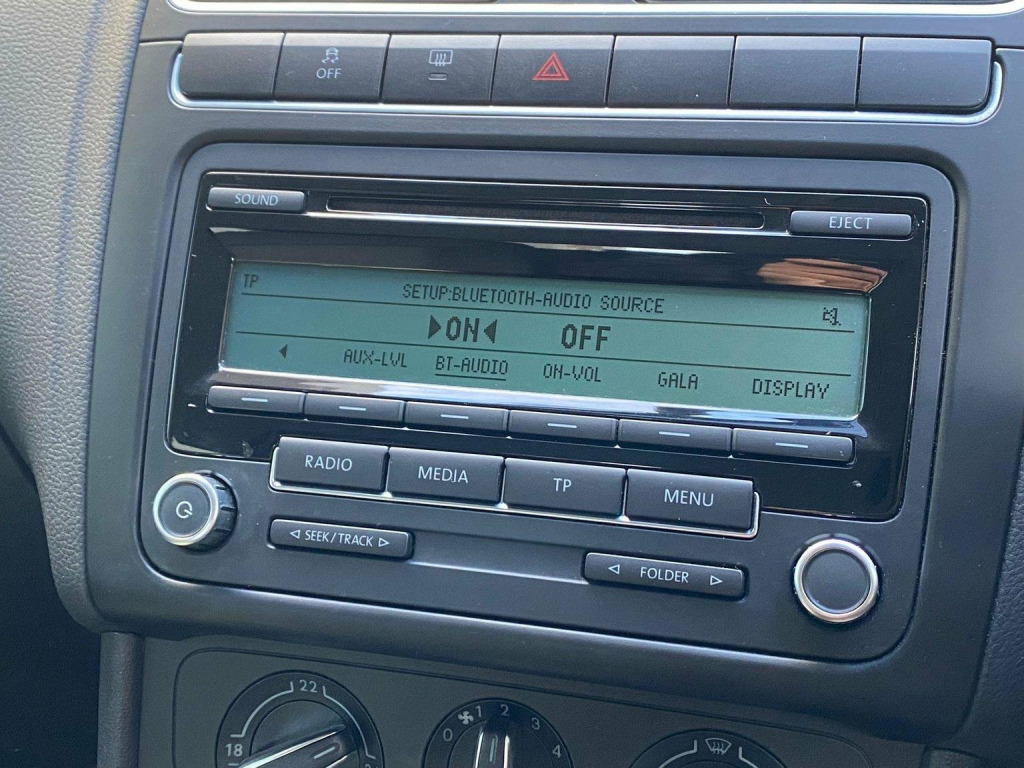 OFF
SOUND
EJECT
TP
SETUP:BLUETOOTH-AUDIO SOURCE
ON OFF
AUX-LVL BT-AUDIO ON-VOL GALA DISPLAY
RADIO MEDIA TP MENU
SEEK/TRACK
FOLDER
22
18
0 1 2 3 4